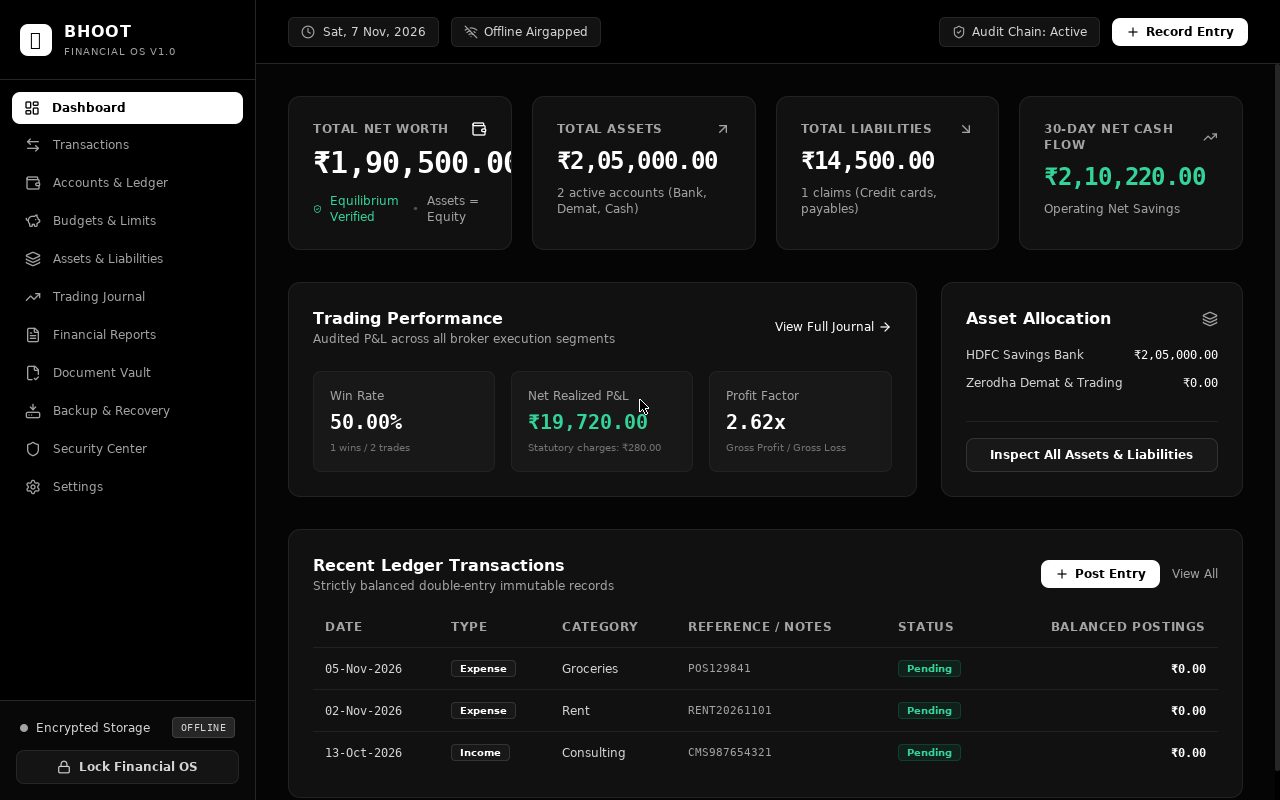 BHOOT
FINANCIAL OS V1.0
Dashboard
Transactions
Accounts & Ledger
Budgets & Limits
Assets & Liabilities
Trading Journal
Financial Reports
Document Vault
Backup & Recovery
Security Center
Settings
Encrypted Storage
OFFLINE
Lock Financial OS
Sat, 7 Nov, 2026
Offline Airgapped
Audit Chain: Active
Record Entry
TOTAL NET WORTH
₹1,90,500.00
Equilibrium
Verified
•
Assets =
Equity
TOTAL ASSETS
₹2,05,000.00
2 active accounts (Bank,
Demat, Cash)
TOTAL LIABILITIES
₹14,500.00
1 claims (Credit cards,
payables)
30-DAY NET CASH
FLOW
₹2,10,220.00
Operating Net Savings
Trading Performance
Audited P&L across all broker execution segments
View Full Journal →
Win Rate
50.00%
1 wins / 2 trades
Net Realized P&L
₹19,720.00
Statutory charges: ₹280.00
Profit Factor
2.62x
Gross Profit / Gross Loss
Asset Allocation
HDFC Savings Bank ₹2,05,000.00
Zerodha Demat & Trading ₹0.00
Inspect All Assets & Liabilities
Recent Ledger Transactions
Strictly balanced double-entry immutable records
+ Post Entry
View All
DATE TYPE CATEGORY REFERENCE / NOTES STATUS BALANCED POSTINGS
05-Nov-2026 Expense Groceries POS129841 Pending ₹0.00
02-Nov-2026 Expense Rent RENT20261101 Pending ₹0.00
13-Oct-2026 Income Consulting CMS987654321 Pending ₹0.00